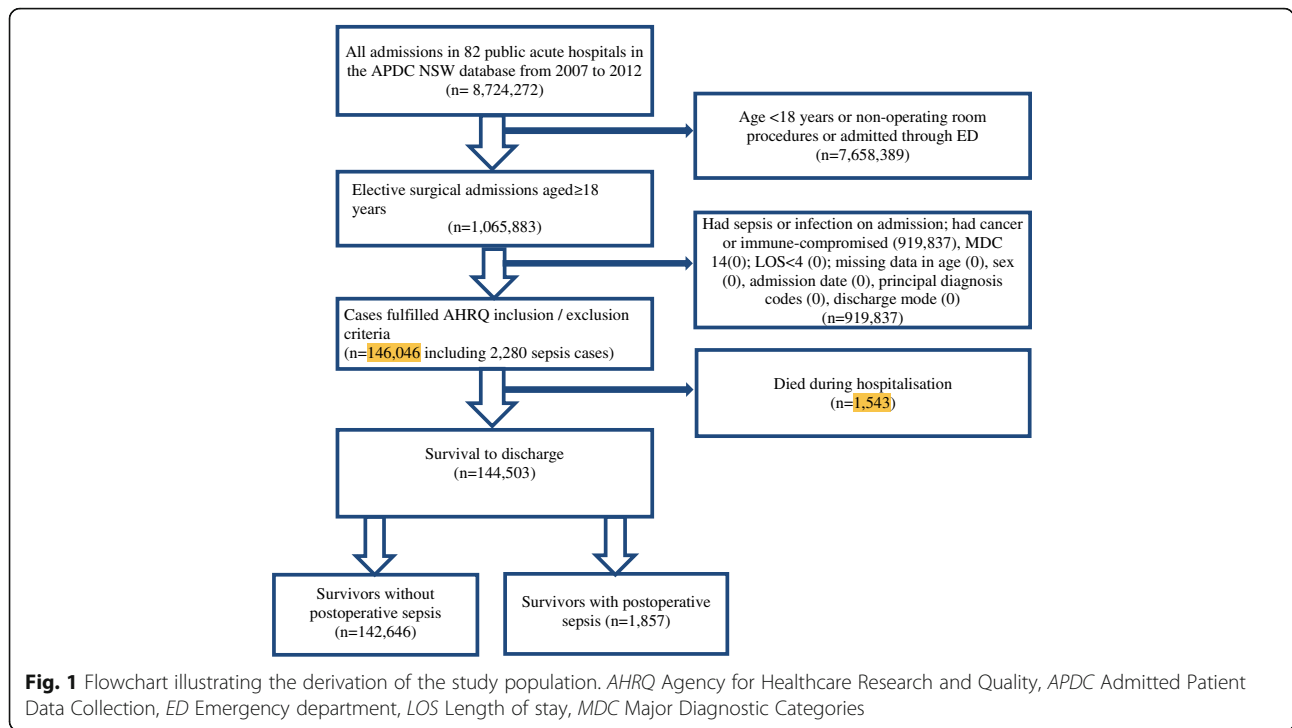 All admissions in 82 public acute hospitals in
the APDC NSW database from 2007 to 2012
(n= 8,724,272)
Age <18 years or non-operating room
procedures or admitted through ED
(n=7,658,389)
Elective surgical admissions aged≥18
years
(n=1,065,883)
Had sepsis or infection on admission; had cancer
or immune-compromised (919,837), MDC
14(0); LOS<4 (0); missing data in age (0), sex
(0), admission date (0), principal diagnosis
codes (0), discharge mode (0)
(n=919,837)
Cases fulfilled AHRQ inclusion / exclusion
criteria
(n=146,046 including 2,280 sepsis cases)
Died during hospitalisation
(n=1,543)
Survival to discharge
(n=144,503)
Survivors without
postoperative sepsis
(n=142,646)
Survivors with postoperative
sepsis (n=1,857)
Fig. 1 Flowchart illustrating the derivation of the study population. AHRQ Agency for Healthcare Research and Quality, APDC Admitted Patient
Data Collection, ED Emergency department, LOS Length of stay, MDC Major Diagnostic Categories